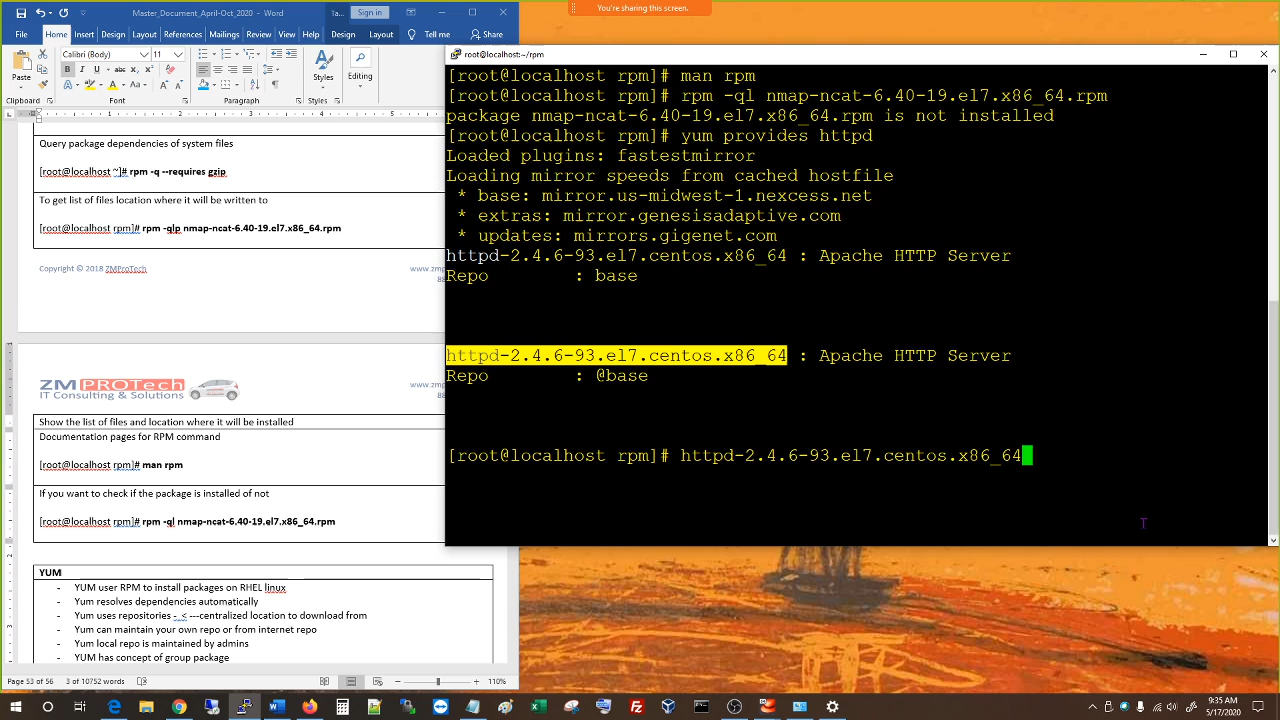 Master_Document_April-Oct_2020 -
Ta...
Sign in
You're sharing this screen.
File Home Insert Design Layout References Mailings Review View Help Design Layout Tell me Share
root@localhost:~/rpm
Calibri (Body) 11
Paste
Styles
Editing
Clipboard Font Paragraph Styles
[root@localhost rpm]# man rpm
[root@localhost rpm]# rpm -ql nmap-ncat-6.40-19.el7.x86_64.rpm
package nmap-ncat-6.40-19.el7.x86_64.rpm is not installed
[root@localhost rpm]# yum provides httpd
Loaded plugins: fastestmirror
Loading mirror speeds from cached hostfile
* base: mirror.us-midwest-1.nexcess.net
* extras: mirror.genesisadaptive.com
* updates: mirrors.gigenet.com
httpd-2.4.6-93.el7.centos.x86_64 : Apache HTTP Server
Repo : base
httpd-2.4.6-93.el7.centos.x86_64 : Apache HTTP Server
Repo : @base
[root@localhost rpm]# httpd-2.4.6-93.el7.centos.x86_64
Query package dependencies of system files
[root@localhost ~]# rpm -q --requires gzip
To get list of files location where it will be written to
[root@localhost rpm]# rpm -qlp nmap-ncat-6.40-19.el7.x86_64.rpm
Copyright © 2018 ZMProTech
www.zmp
88
ZMPROTech
IT Consulting & Solutions
www.zmp
88
Show the list of files and location where it will be installed
Documentation pages for RPM command
[root@localhost rpm]# man rpm
If you want to check if the package is installed of not
[root@localhost rpm]# rpm -ql nmap-ncat-6.40-19.el7.x86_64.rpm
YUM
- YUM user RPM to install packages on RHEL linux
- Yum resolves dependencies automatically
- Yum uses repositories - < ---centralized location to download from
- Yum can maintain your own repo or from internet repo
- Yum local repo is maintained by admins
- YUM has concept of group package
Page 53 of 56 3 of 10752 words
110%
9:35 AM
5/17/2020